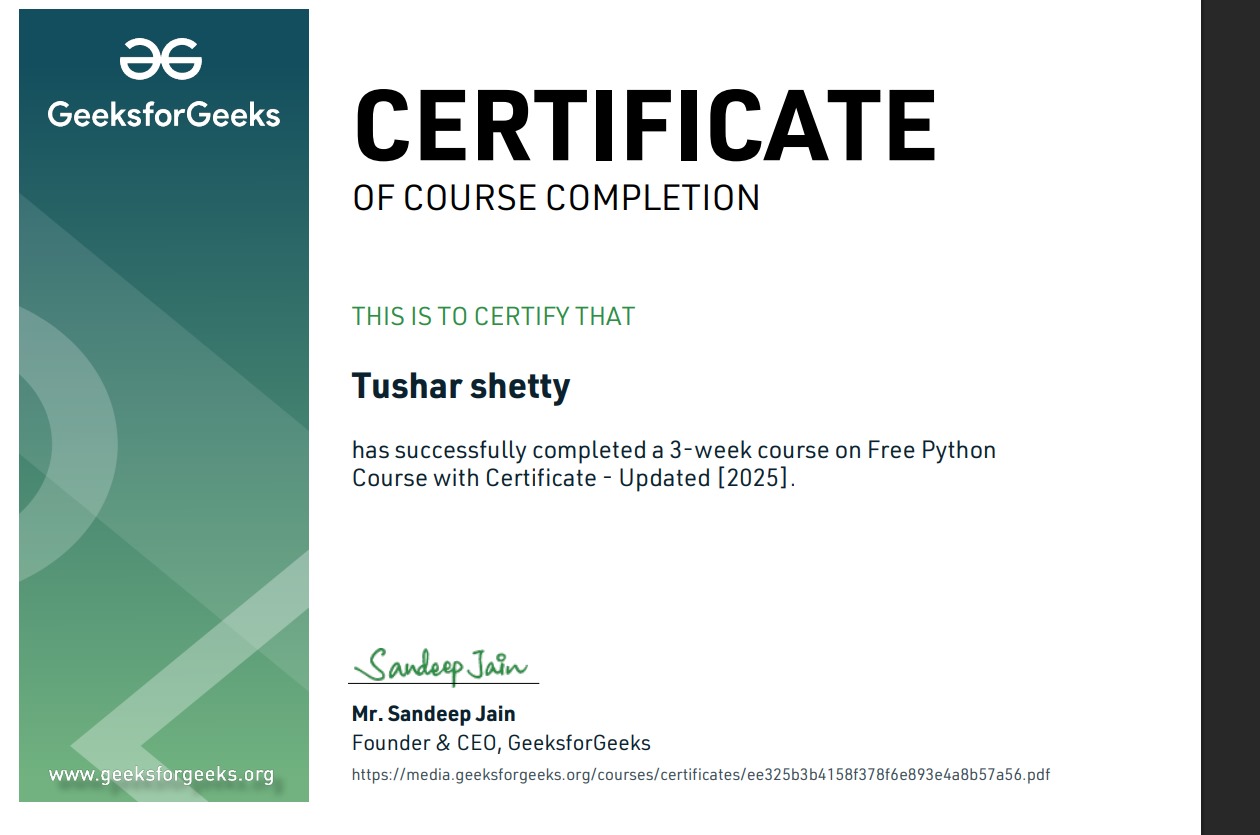 GeeksforGeeks
CERTIFICATE
OF COURSE COMPLETION
THIS IS TO CERTIFY THAT
Tushar shetty
has successfully completed a 3-week course on Free Python
Course with Certificate - Updated [2025].
Sandeep Jain
Mr. Sandeep Jain
Founder & CEO, GeeksforGeeks
https://media.geeksforgeeks.org/courses/certificates/ee325b3b4158f378f6e893e4a8b57a56.pdf
www.geeksforgeeks.org